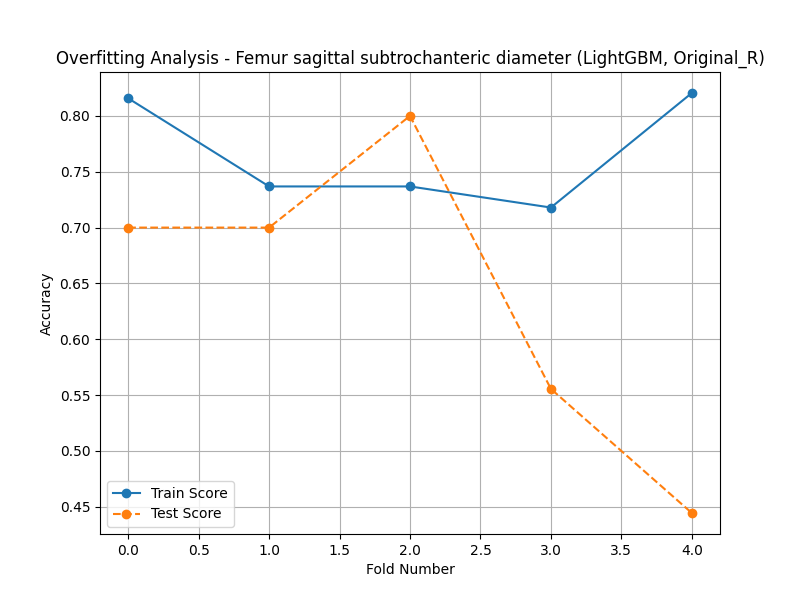 Overfitting Analysis - Femur sagittal subtrochanteric diameter (LightGBM, Original_R)
0.80
0.75
0.70
0.65
0.60
0.55
0.50
0.45
Accuracy
Train Score
Test Score
0.0 0.5 1.0 1.5 2.0 2.5 3.0 3.5 4.0
Fold Number